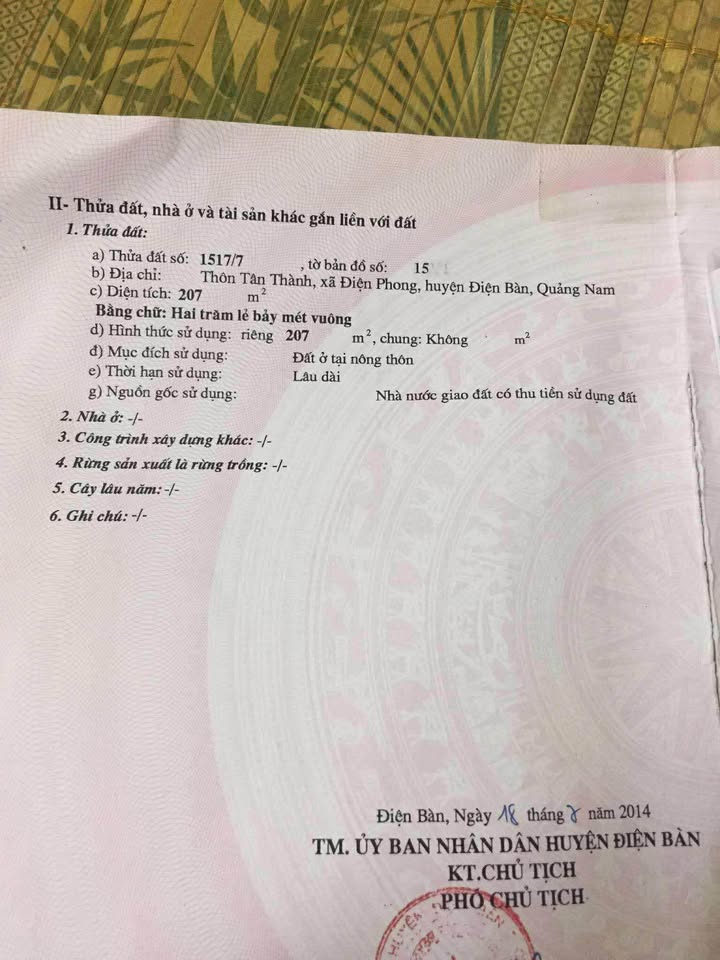 II- Thửa đất, nhà ở và tài sản khác gắn liền với đất
1. Thửa đất:
a) Thửa đất số: 1517/7 , tờ bản đồ số: 15
b) Địa chỉ: Thôn Tân Thành, xã Điện Phong, huyện Điện Bàn, Quảng Nam
c) Diện tích: 207 m²
Bằng chữ: Hai trăm lẻ bảy mét vuông
d) Hình thức sử dụng: riêng 207 m², chung: Không m²
đ) Mục đích sử dụng: Đất ở tại nông thôn
e) Thời hạn sử dụng: Lâu dài
g) Nguồn gốc sử dụng: Nhà nước giao đất có thu tiền sử dụng đất
2. Nhà ở: -/-
3. Công trình xây dựng khác: -/-
4. Rừng sản xuất là rừng trồng: -/-
5. Cây lâu năm: -/-
6. Ghi chú: -/-
Điện Bàn, Ngày 18 tháng 8 năm 2014
TM. ỦY BAN NHÂN DÂN HUYỆN ĐIỆN BÀN
KT.CHỦ TỊCH
PHÓ CHỦ TỊCH